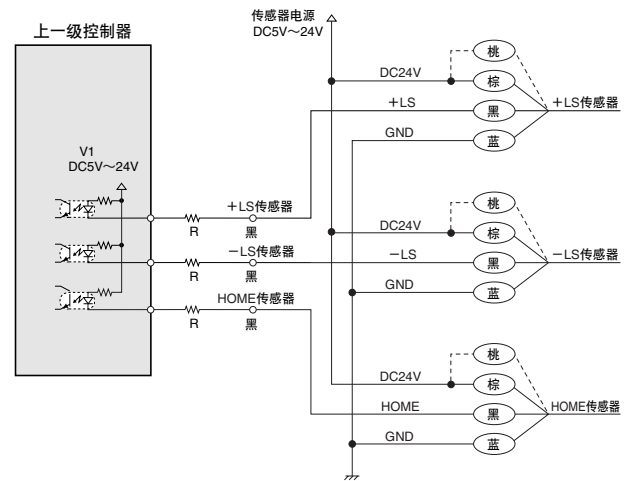 上一级控制器
传感器电源
DC5V～24V
V1
DC5V～24V
＋LS传感器
R
黑
－LS传感器
R
黑
HOME传感器
R
黑
桃
DC24V
棕
＋LS
黑
＋LS传感器
GND
蓝
桃
DC24V
棕
－LS
黑
－LS传感器
GND
蓝
桃
DC24V
棕
HOME
黑
HOME传感器
GND
蓝